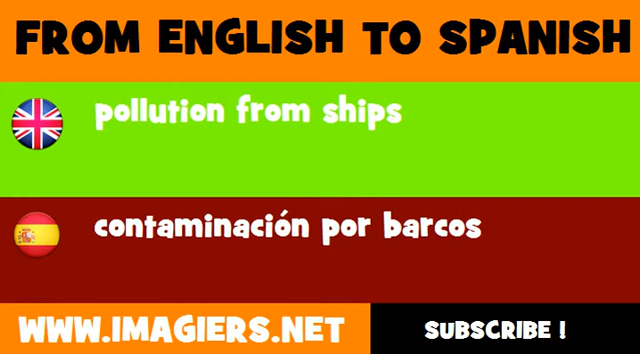 FROM ENGLISH TO SPANISH
pollution from ships
contaminación por barcos
WWW.IMAGIERS.NET
SUBSCRIBE !